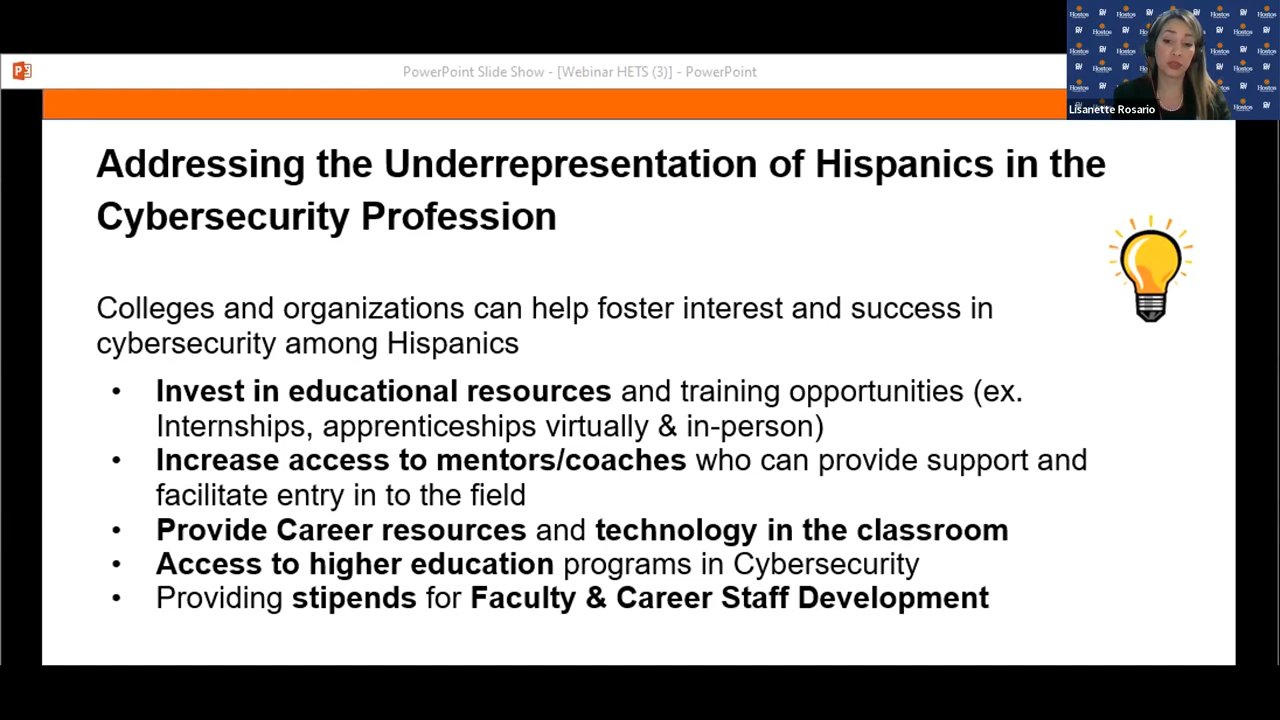 PowerPoint Slide Show - [Webinar HETS (3)] - PowerPoint
Hostos
Lisanette Rosario
Addressing the Underrepresentation of Hispanics in the
Cybersecurity Profession
Colleges and organizations can help foster interest and success in
cybersecurity among Hispanics
• Invest in educational resources and training opportunities (ex.
Internships, apprenticeships virtually & in-person)
• Increase access to mentors/coaches who can provide support and
facilitate entry in to the field
• Provide Career resources and technology in the classroom
• Access to higher education programs in Cybersecurity
• Providing stipends for Faculty & Career Staff Development